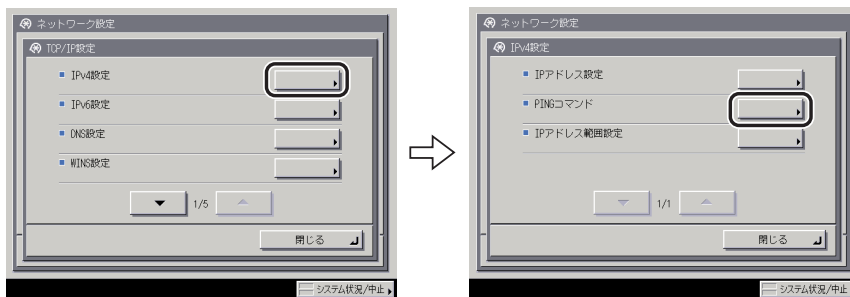 ネットワーク設定
TCP/IP設定
IPv4設定
IPv6設定
DNS設定
WINS設定
1/5
閉じる
システム状況/中止
ネットワーク設定
IPv4設定
IPアドレス設定
PINGコマンド
IPアドレス範囲設定
1/1
閉じる
システム状況/中止